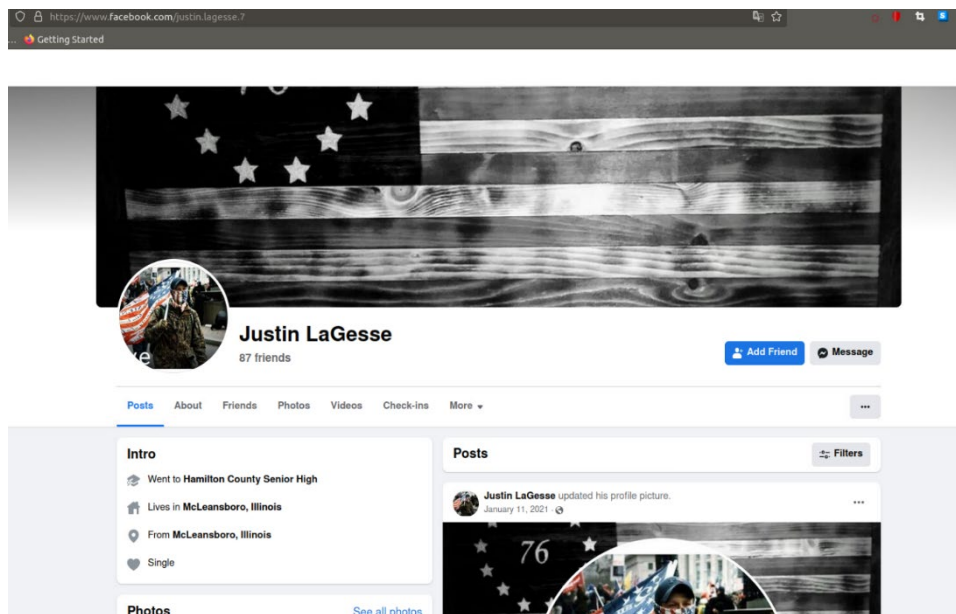 https://www.facebook.com/justin.lagesse.7
... Getting Started
76
Justin LaGesse
87 friends
Add Friend
Message
Posts About Friends Photos Videos Check-ins More
Intro
Went to Hamilton County Senior High
Lives in McLeansboro, Illinois
From McLeansboro, Illinois
Single
Photos
See all photos
Posts
Filters
Justin LaGesse updated his profile picture.
January 11, 2021
76